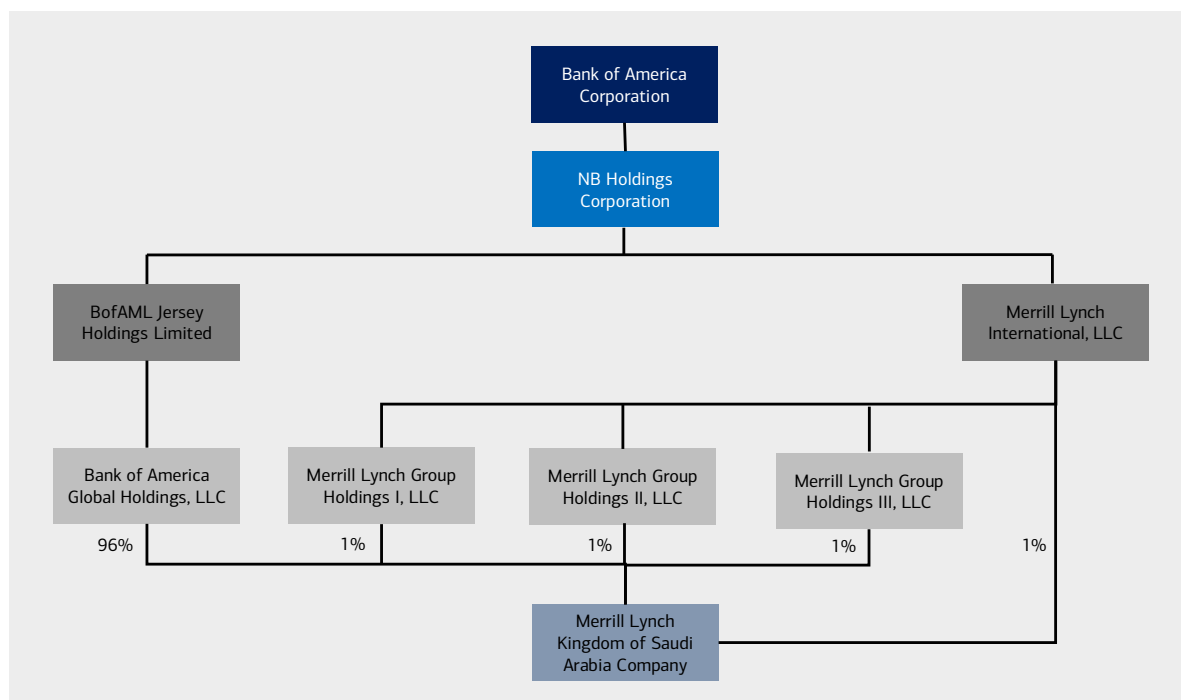 Bank of America
Corporation
NB Holdings
Corporation
BofAML Jersey
Holdings Limited
Merrill Lynch
International, LLC
Bank of America
Global Holdings, LLC
Merrill Lynch Group
Holdings I, LLC
Merrill Lynch Group
Holdings II, LLC
Merrill Lynch Group
Holdings III, LLC
96%
1%
1%
1%
1%
Merrill Lynch
Kingdom of Saudi
Arabia Company